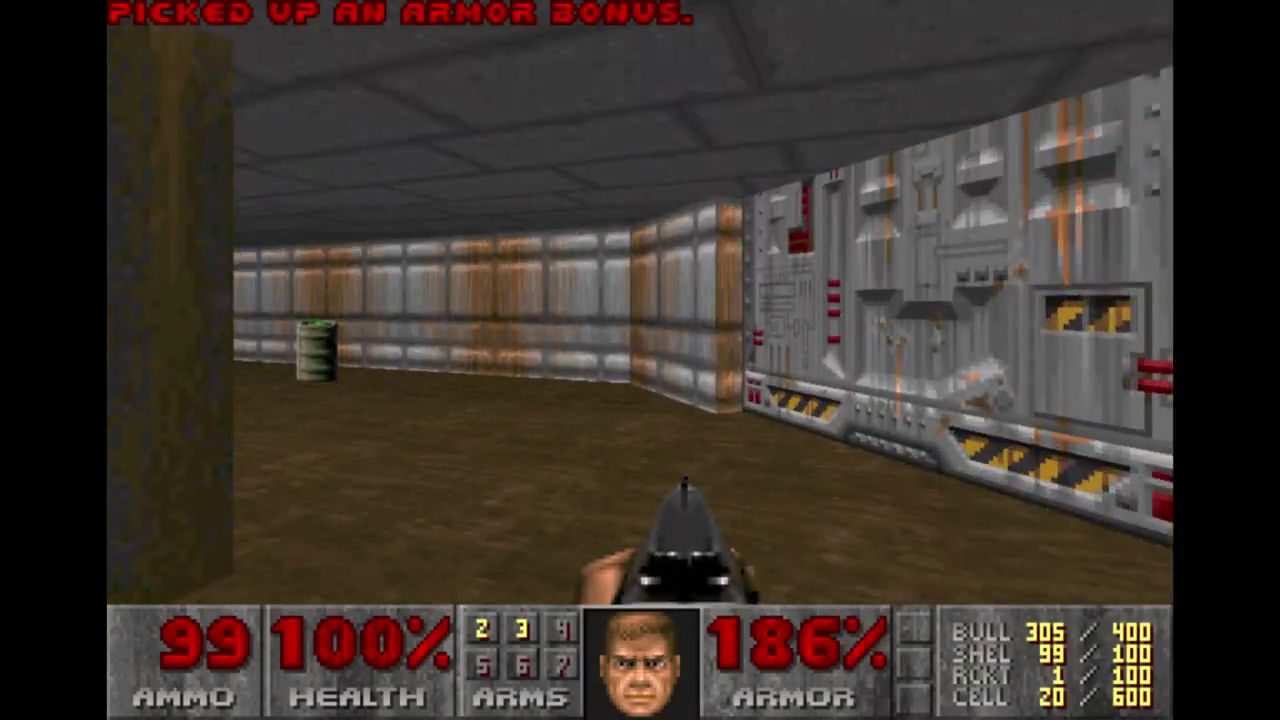 PICKED UP AN ARMOR BONUS.
99 100% 2 3 4 186% BULL 305 / 400
SHEL 99 / 100
5 6 7 RCKT 1 / 100
AMMO HEALTH ARMS ARMOR CELL 20 / 600